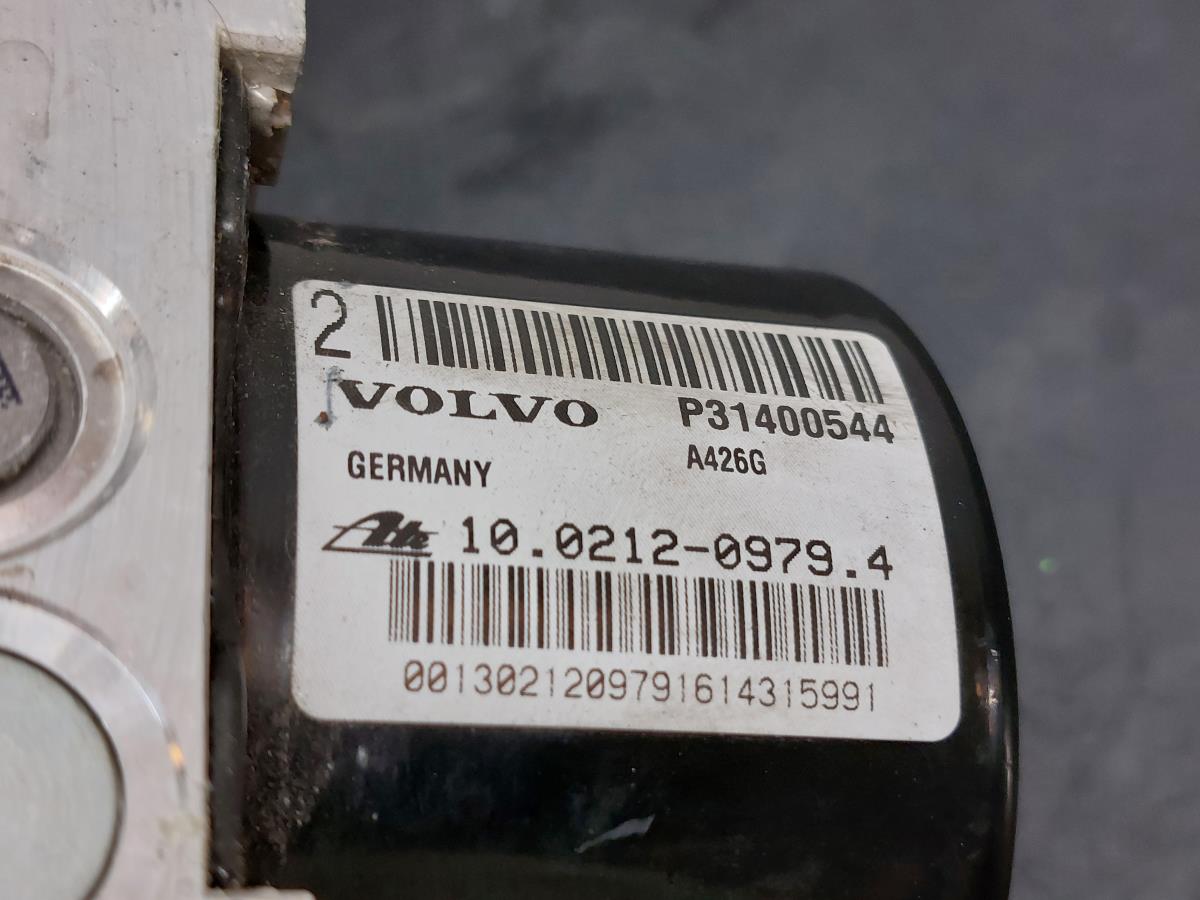 2
VOLVO P31400544
GERMANY A426G
Ate 10.0212-0979.4
0013021209791614315991